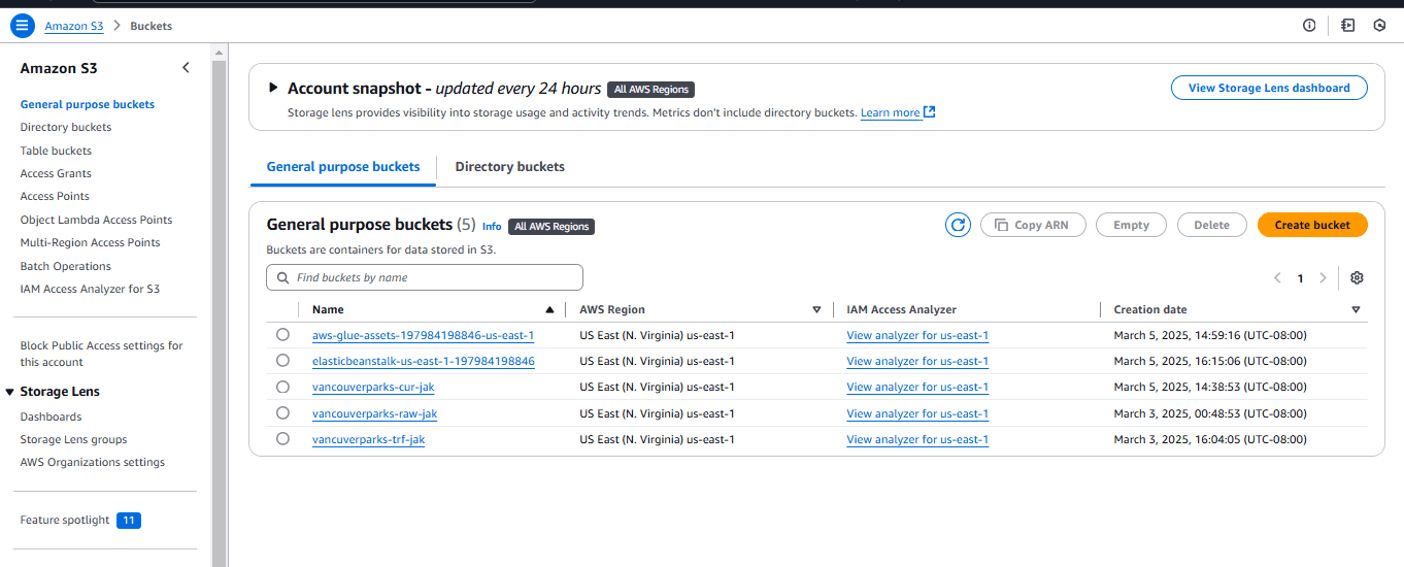 Amazon S3 > Buckets
Amazon S3
General purpose buckets
Directory buckets
Table buckets
Access Grants
Access Points
Object Lambda Access Points
Multi-Region Access Points
Batch Operations
IAM Access Analyzer for S3
Block Public Access settings for
this account
Storage Lens
Dashboards
Storage Lens groups
AWS Organizations settings
Feature spotlight 11
Account snapshot - updated every 24 hours All AWS Regions
View Storage Lens dashboard
Storage lens provides visibility into storage usage and activity trends. Metrics don't include directory buckets. Learn more
General purpose buckets Directory buckets
General purpose buckets (5) Info All AWS Regions
Copy ARN Empty Delete Create bucket
Buckets are containers for data stored in S3.
Find buckets by name
1
Name AWS Region IAM Access Analyzer Creation date
aws-glue-assets-197984198846-us-east-1 US East (N. Virginia) us-east-1 View analyzer for us-east-1 March 5, 2025, 14:59:16 (UTC-08:00)
elasticbeanstalk-us-east-1-197984198846 US East (N. Virginia) us-east-1 View analyzer for us-east-1 March 5, 2025, 16:15:06 (UTC-08:00)
vancouverparks-cur-jak US East (N. Virginia) us-east-1 View analyzer for us-east-1 March 5, 2025, 14:38:53 (UTC-08:00)
vancouverparks-raw-jak US East (N. Virginia) us-east-1 View analyzer for us-east-1 March 3, 2025, 00:48:53 (UTC-08:00)
vancuverparks-trf-jak US East (N. Virginia) us-east-1 View analyzer for us-east-1 March 3, 2025, 16:04:05 (UTC-08:00)